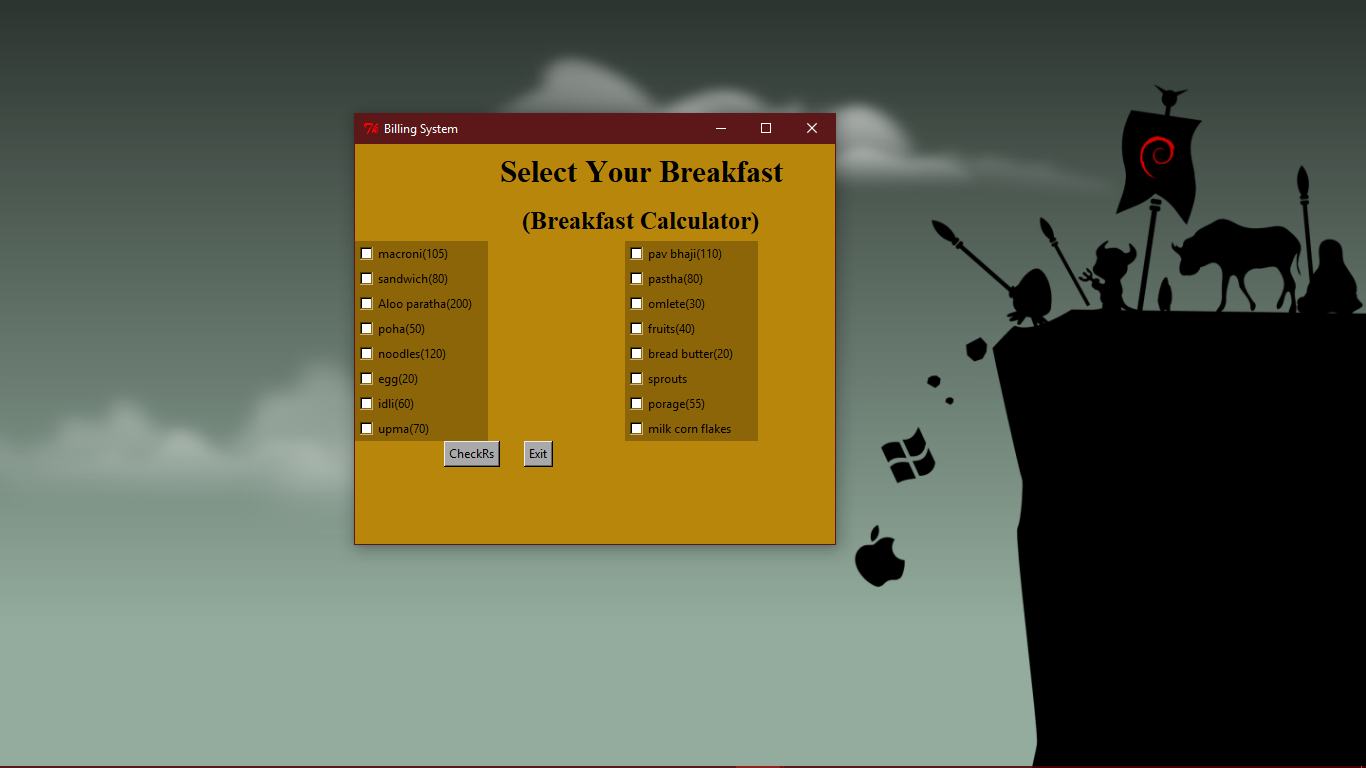 Billing System
Select Your Breakfast
(Breakfast Calculator)
macroni(105)
sandwich(80)
Aloo paratha(200)
poha(50)
noodles(120)
egg(20)
idli(60)
upma(70)
pav bhaji(110)
pastha(80)
omlete(30)
fruits(40)
bread butter(20)
sprouts
porage(55)
milk corn flakes
CheckRs Exit